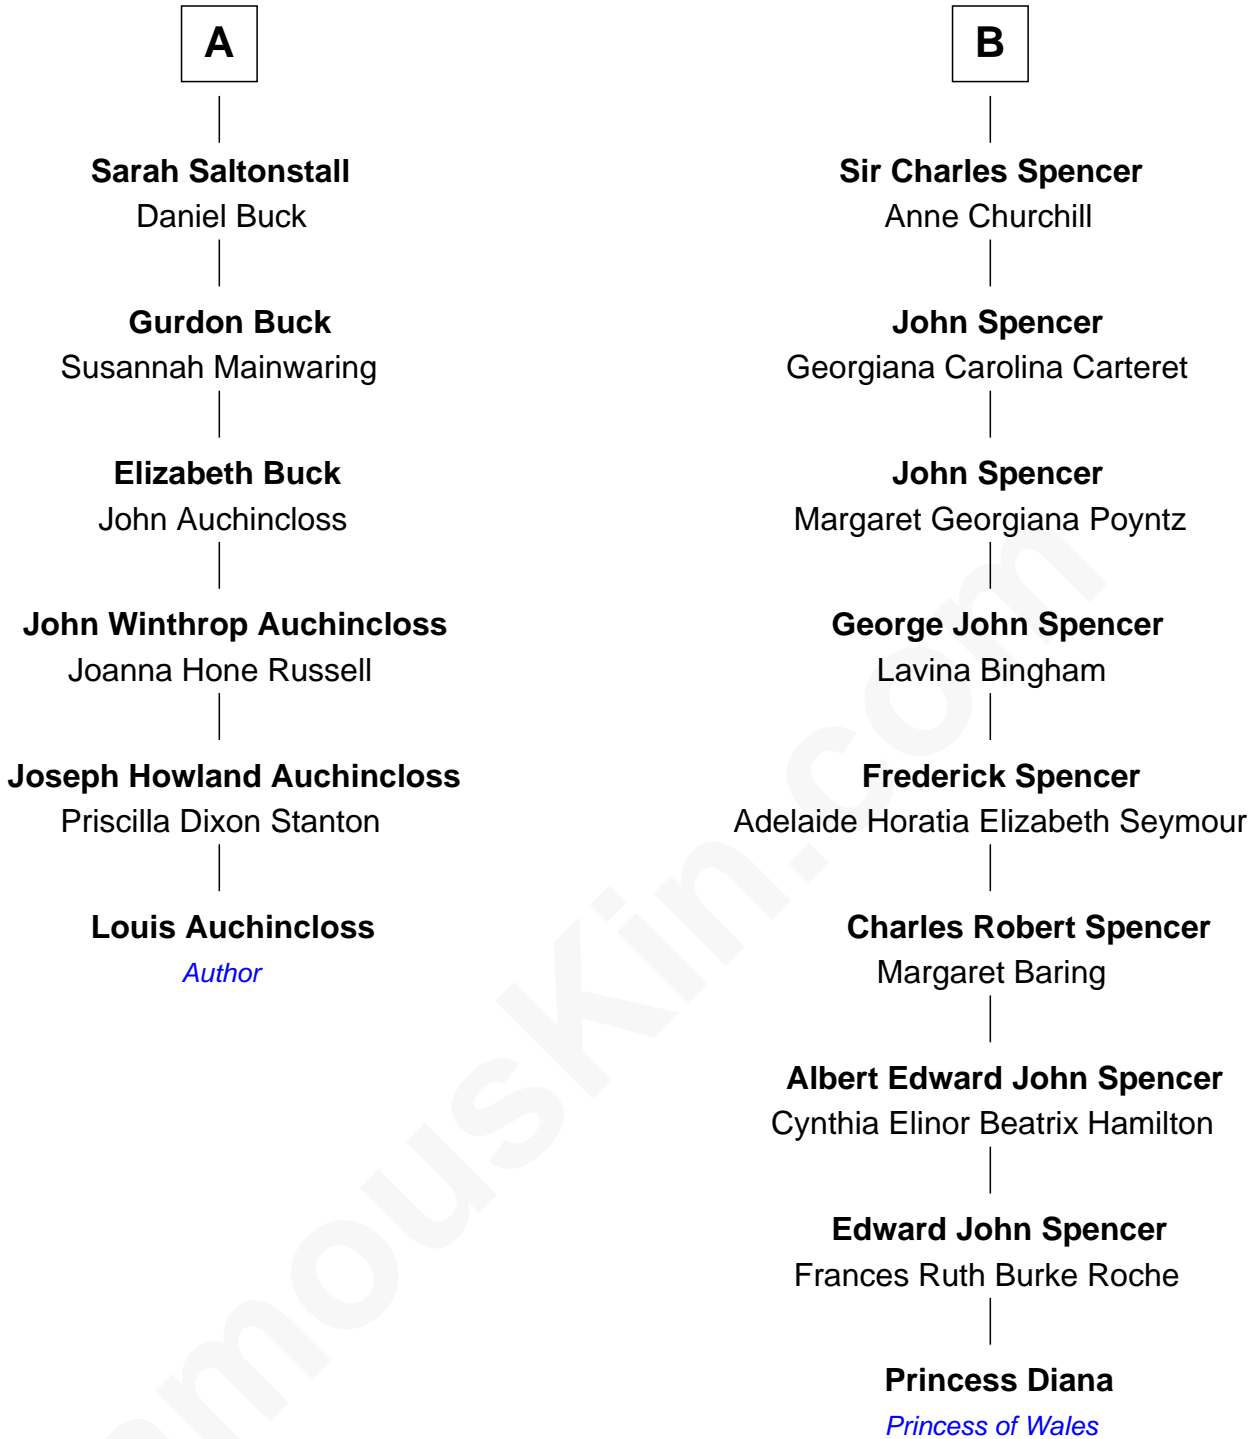 A
Sarah Saltonstall
Daniel Buck
Gurdon Buck
Susannah Mainwaring
Elizabeth Buck
John Auchincloss
John Winthrop Auchincloss
Joanna Hone Russell
Joseph Howland Auchincloss
Priscilla Dixon Stanton
Louis Auchincloss
Author
B
Sir Charles Spencer
Anne Churchill
John Spencer
Georgiana Carolina Carteret
John Spencer
Margaret Georgiana Poyntz
George John Spencer
Lavina Bingham
Frederick Spencer
Adelaide Horatia Elizabeth Seymour
Charles Robert Spencer
Margaret Baring
Albert Edward John Spencer
Cynthia Elinor Beatrix Hamilton
Edward John Spencer
Frances Ruth Burke Roche
Princess Diana
Princess of Wales
amousKin.com